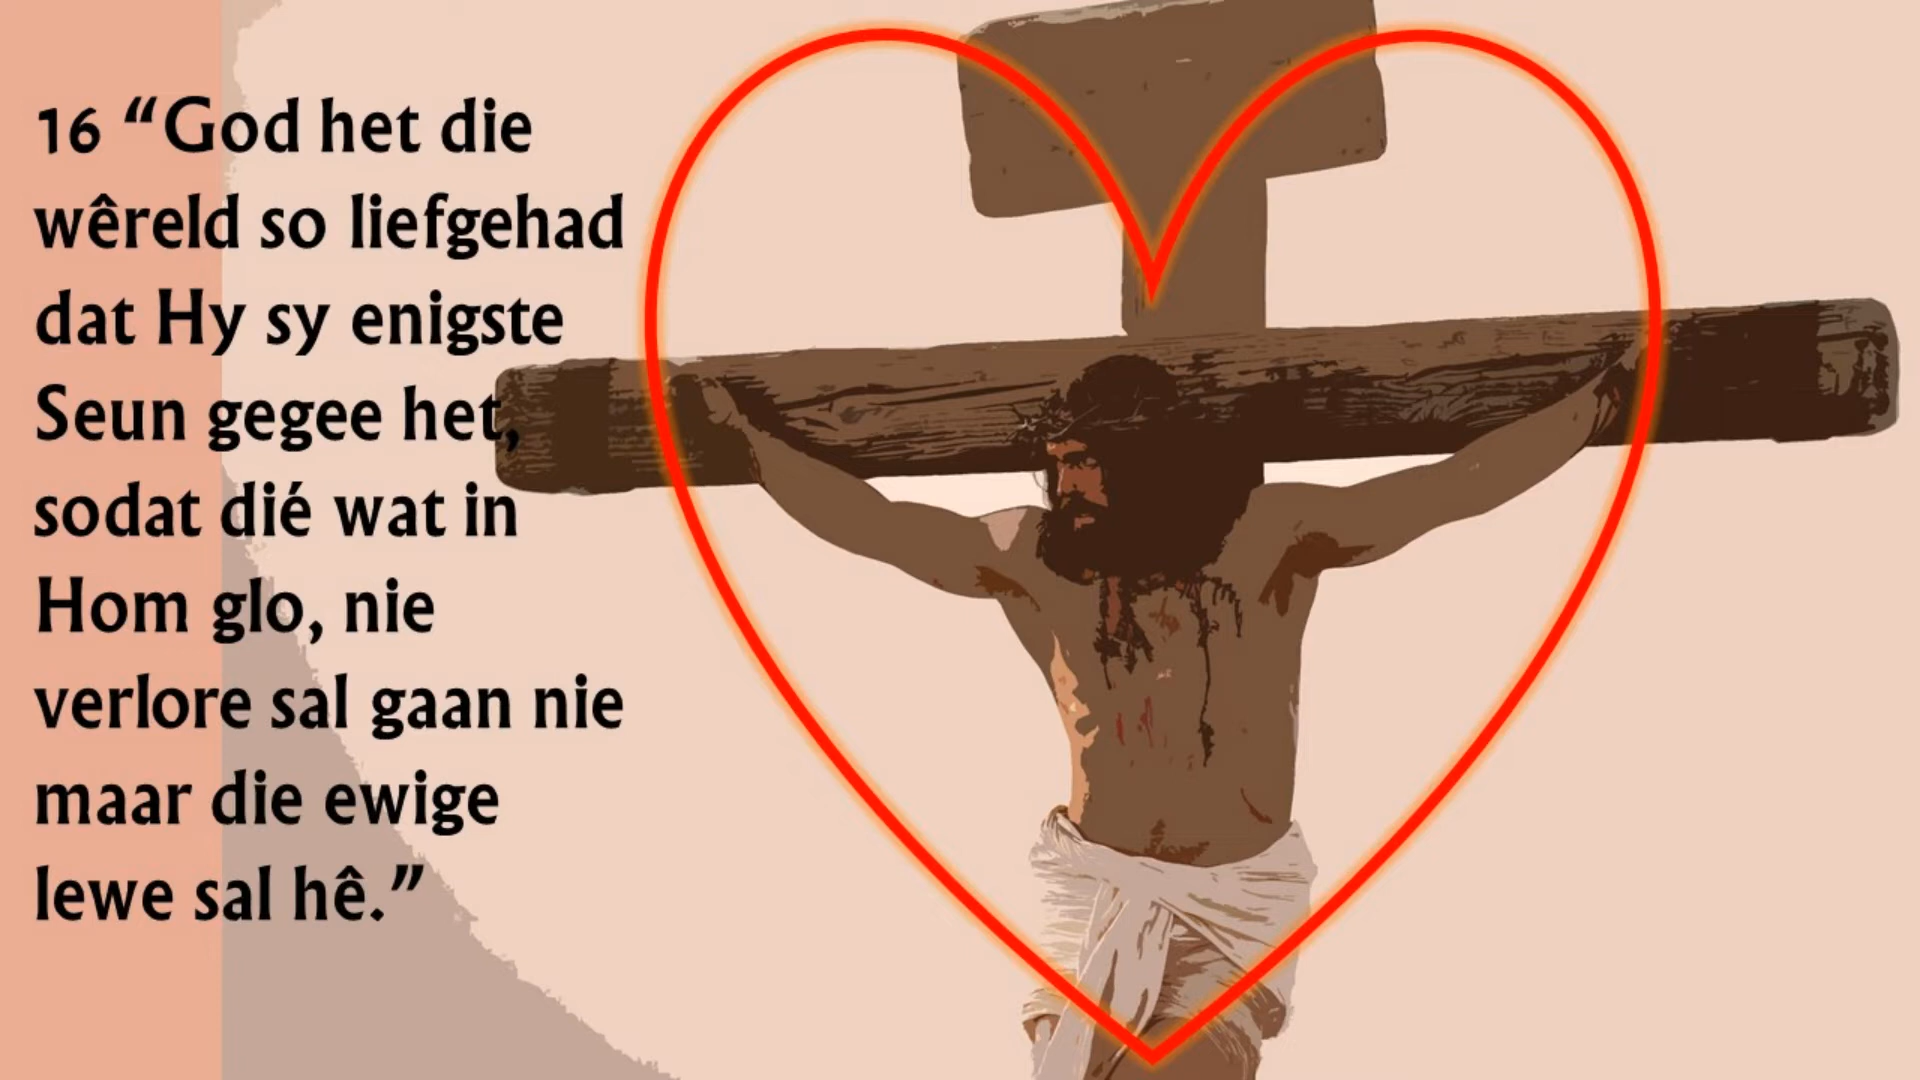 16 “God het die
wêreld so liefgehad
dat Hy sy enigste
Seun gegee het,
sodat dié wat in
Hom glo, nie
verlore sal gaan nie
maar die ewige
lewe sal hê.”